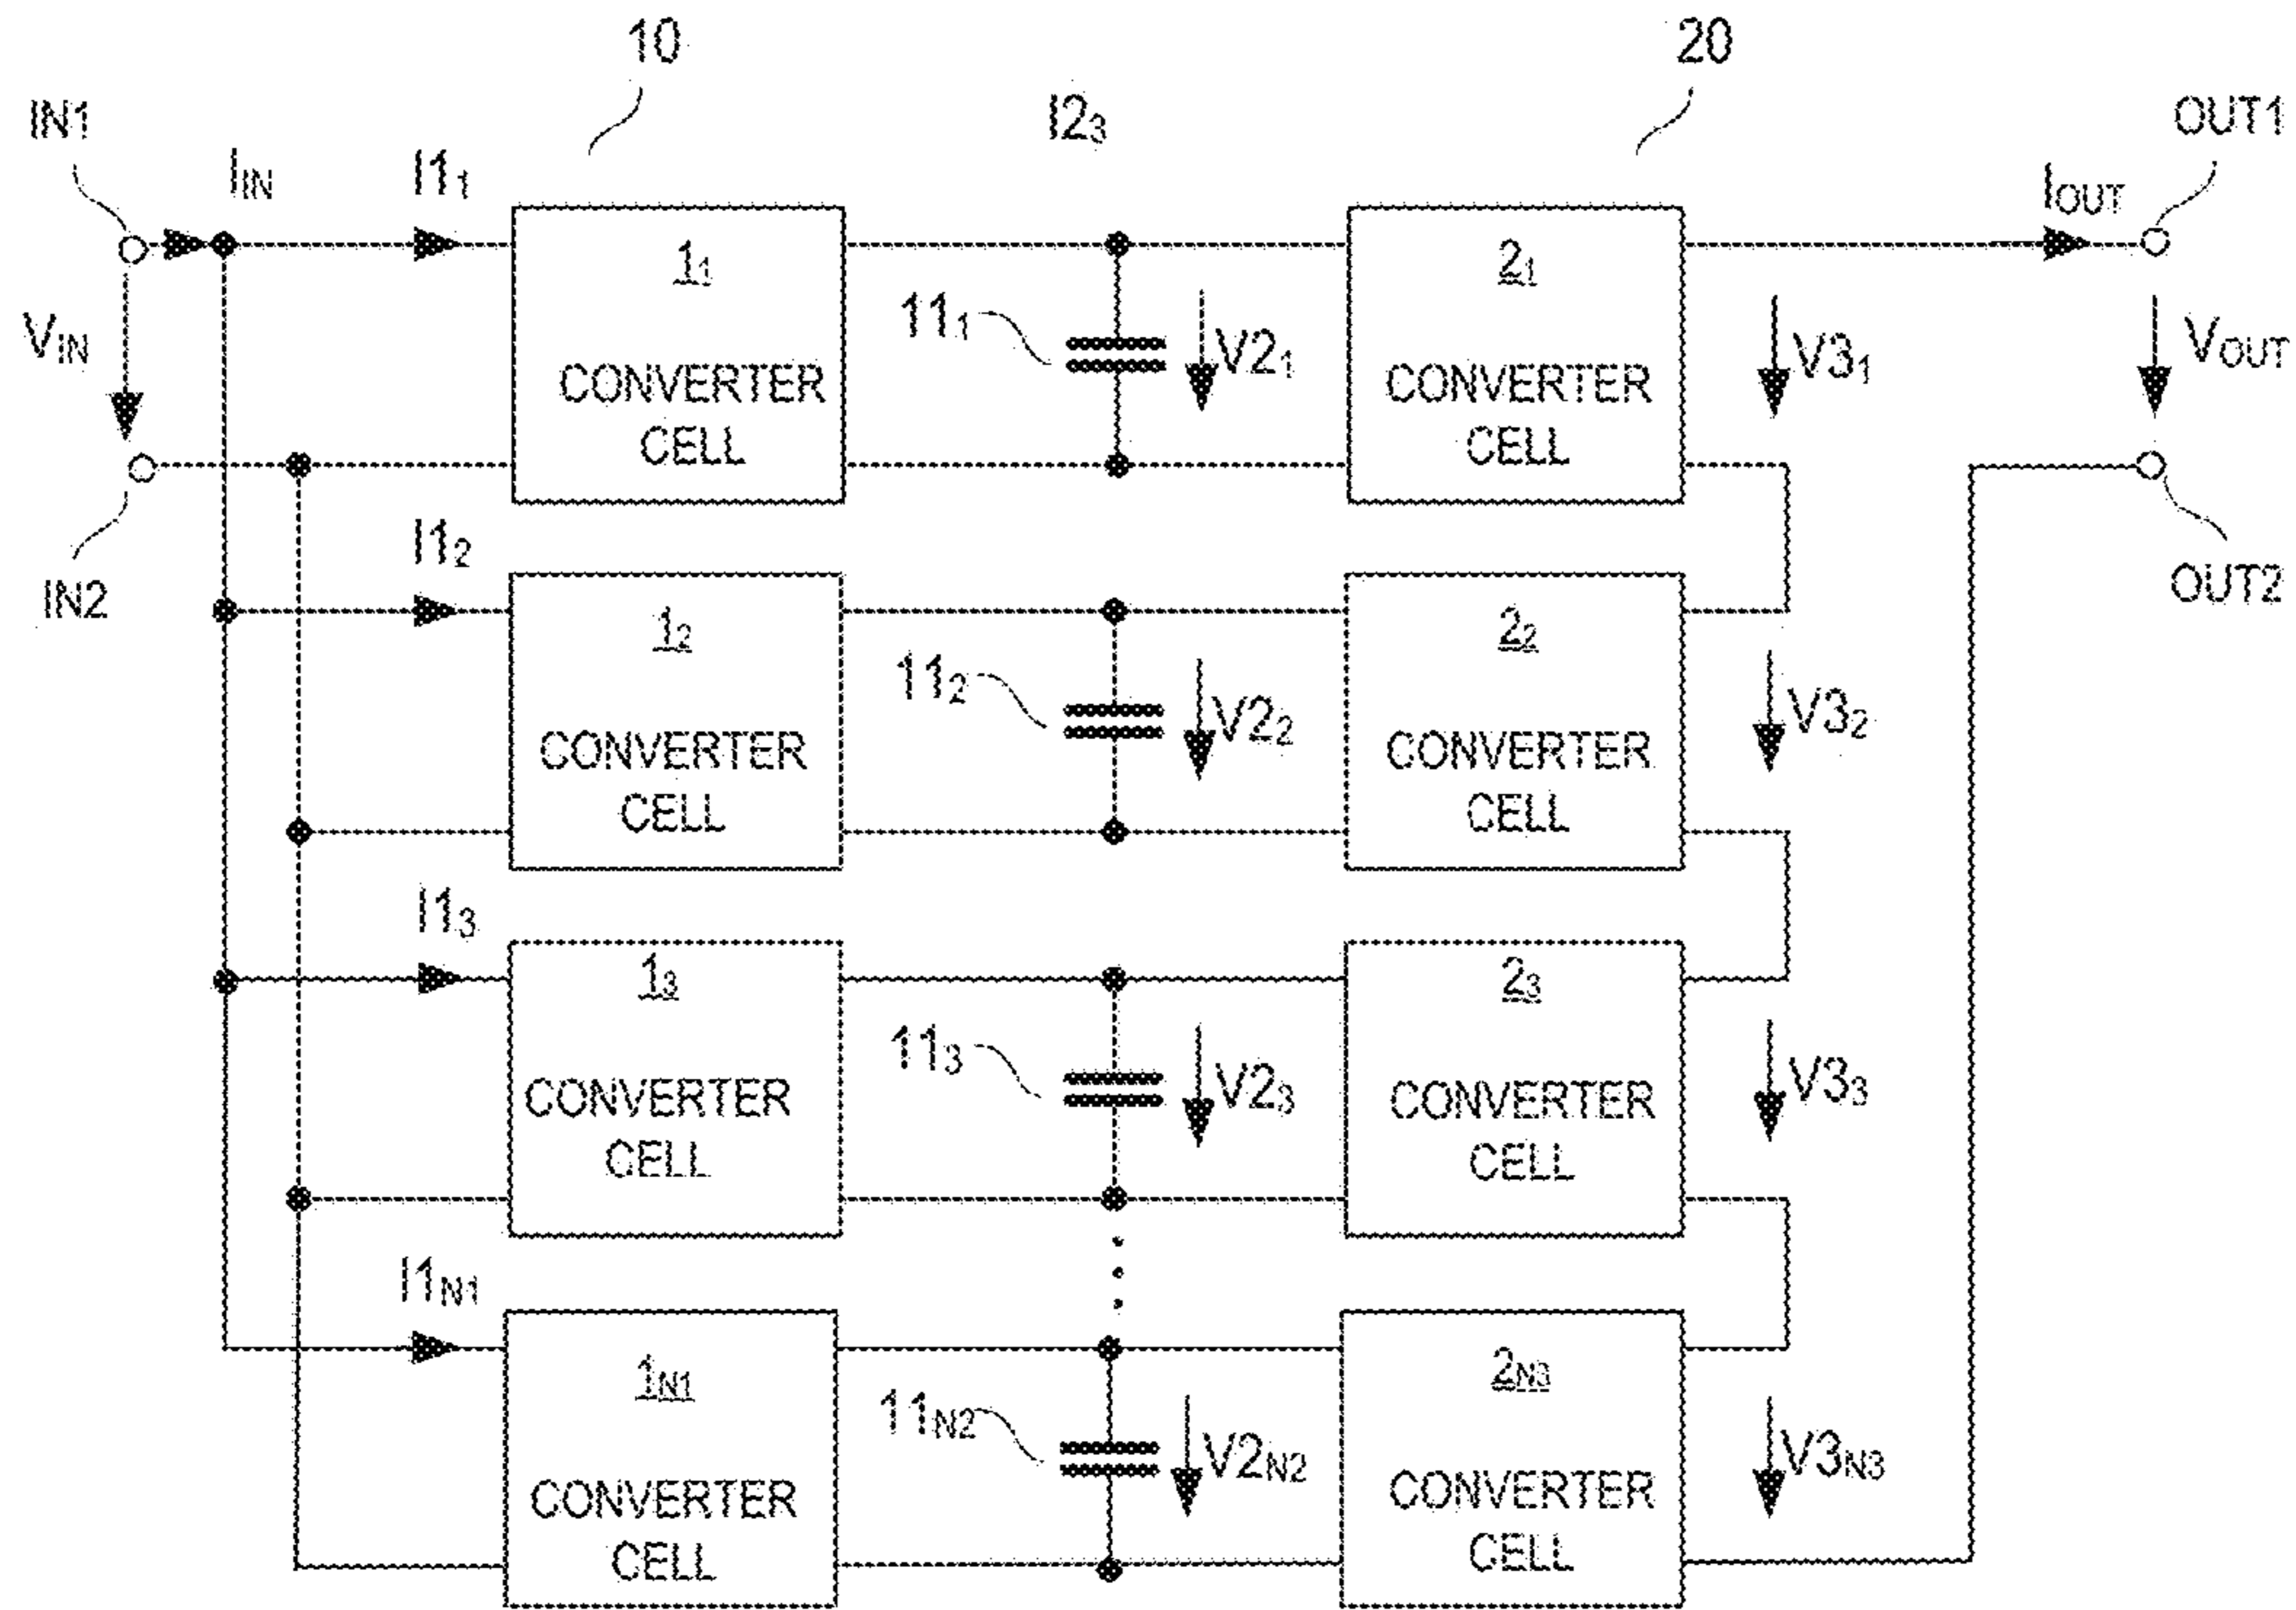 10
20
IN1
I2₃
OUT1
I_IN
I1₁
I_OUT
1₁
2₁
11₁
V_IN
V2₁
V3₁
V_OUT
CONVERTER
CELL
CONVERTER
CELL
I1₂
IN2
OUT2
1₂
2₂
11₂
V2₂
V3₂
CONVERTER
CELL
CONVERTER
CELL
I1₃
1₃
2₃
11₃
V2₃
V3₃
CONVERTER
CELL
CONVERTER
CELL
I1_N1
1_N1
2_N3
11_N2
V2_N2
V3_N3
CONVERTER
CELL
CONVERTER
CELL